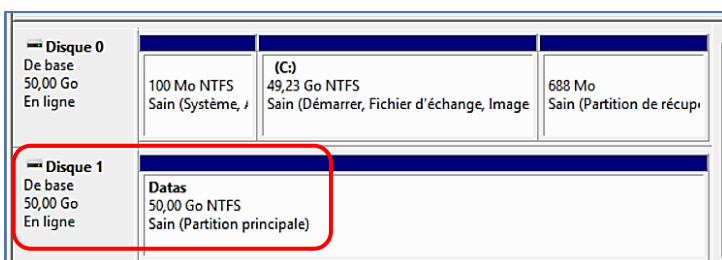 Disque 0
De base
50,00 Go
En ligne
100 Mo NTFS
Sain (Système,
(C:)
49,23 Go NTFS
Sain (Démarrer, Fichier d'échange, Image
688 Mo
Sain (Partition de récup
Disque 1
De base
50,00 Go
En ligne
Datas
50,00 Go NTFS
Sain (Partition principale)